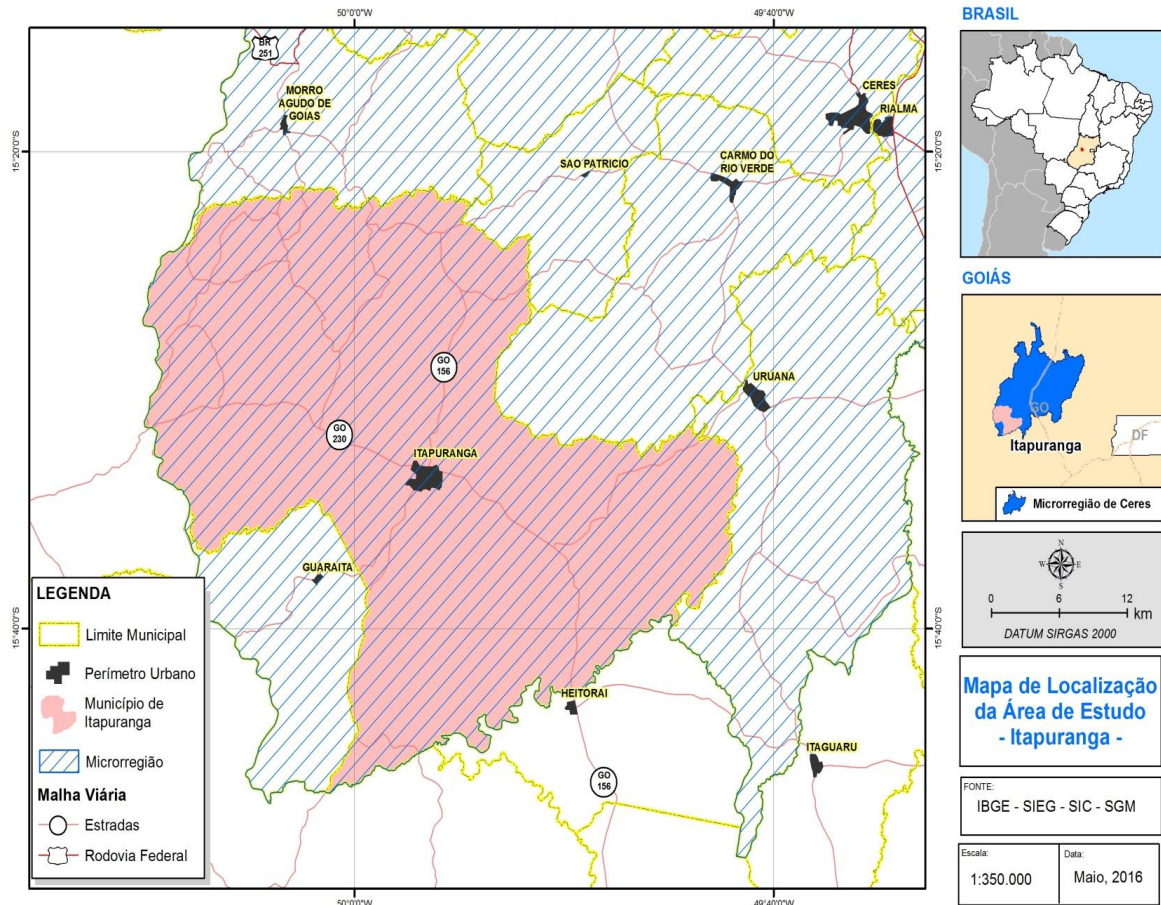 50°0'0"W
49°40'0"W
BR
251
MORRO
AGUDO DE
GOIAS
CERES
RIALMA
15°20'0"S
15°20'0"S
SAO PATRICIO
CARMO DO
RIO VERDE
GO
156
URUANA
GO
230
ITAPURANGA
GUARAITA
15°40'0"S
15°40'0"S
HEITORAI
ITAGUARU
GO
156
50°0'0"W
49°40'0"W
LEGENDA
Limite Municipal
Perímetro Urbano
Município de
Itapuranga
Microrregião
Malha Viária
Estradas
Rodovia Federal
BRASIL
GOIÁS
GO
DF
Itapuranga
Microrregião de Ceres
N
W E
S
0 6 12
km
DATUM SIRGAS 2000
Mapa de Localização
da Área de Estudo
- Itapuranga -
FONTE:
IBGE - SIEG - SIC - SGM
Escala:
1:350.000
Data:
Maio, 2016